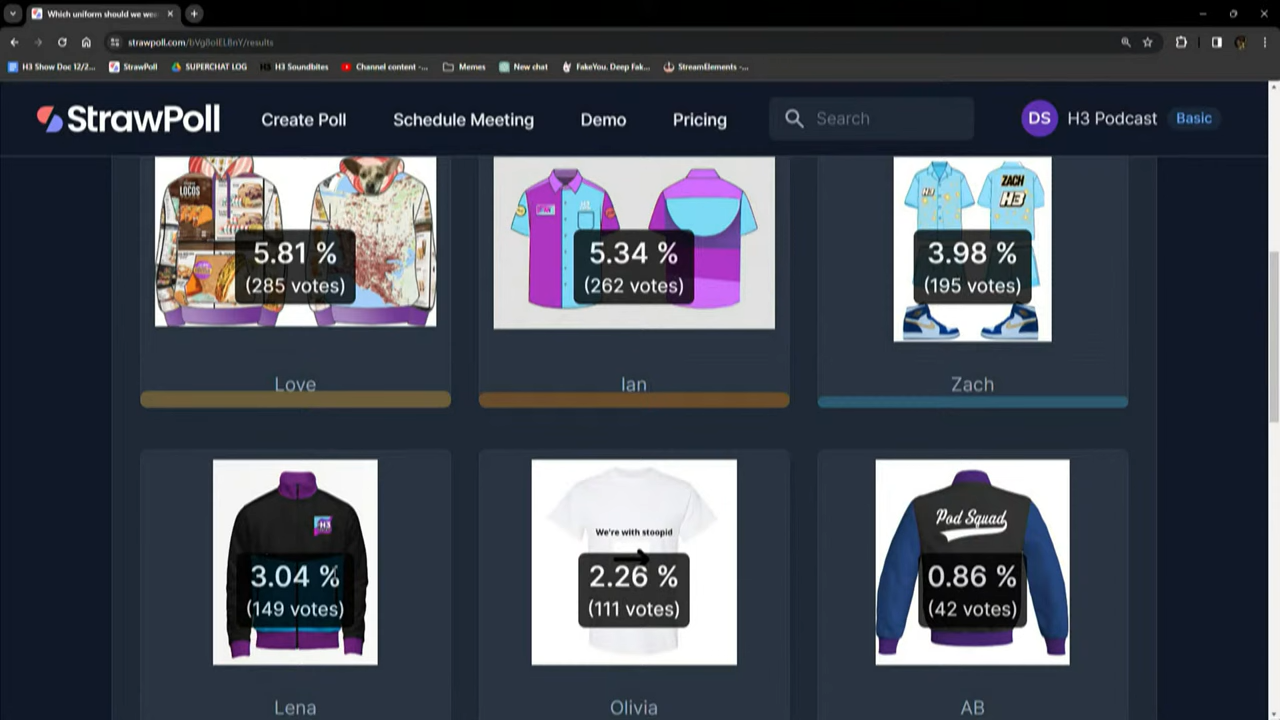 Which uniform should we we
strawpoll.com/bVg8olEL8nY/results
H3 Show Doc 12/2...
StrawPoll
SUPERCHAT LOG
H3 Soundbites
Channel content -...
Memes
New chat
FakeYou. Deep Fak...
StreamElements -...
StrawPoll
Create Poll
Schedule Meeting
Demo
Pricing
Search
DS
H3 Podcast
Basic
LOCOS
5.81 %
(285 votes)
Love
5.34 %
(262 votes)
Ian
H3
ZACH
H3
3.98 %
(195 votes)
Zach
H3
3.04 %
(149 votes)
Lena
We're with stoopid
2.26 %
(111 votes)
Olivia
Pod Squad
0.86 %
(42 votes)
AB